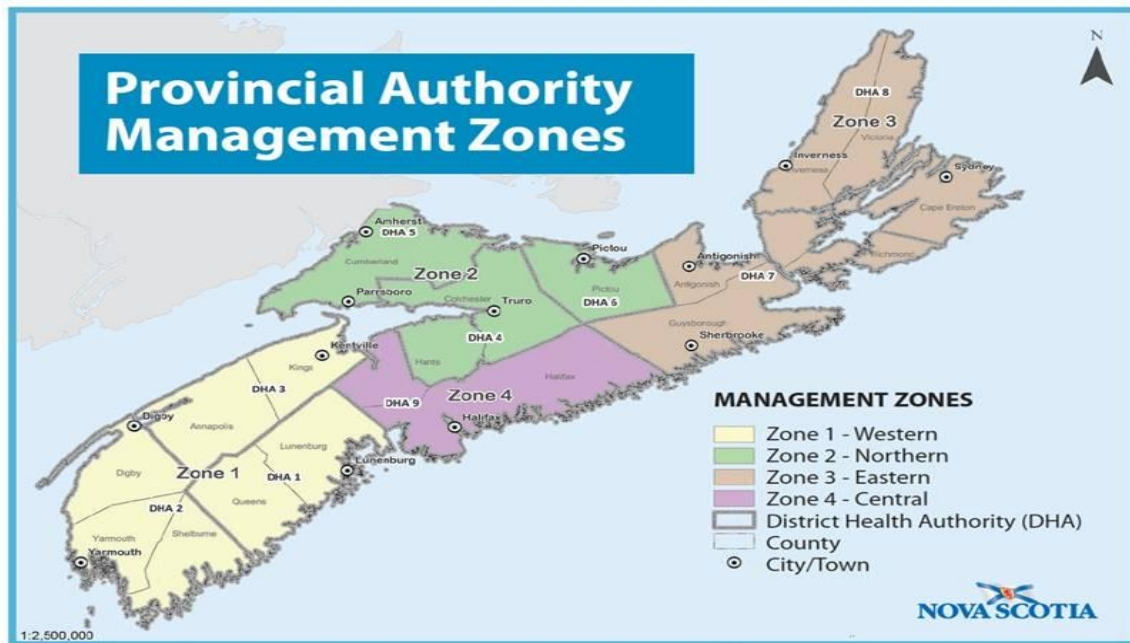 Provincial Authority
Management Zones
N
DHA 8
Zone 3
Victoria
Inverness
Inverness
Sydney
Cape Breton
Richmond
Amherst
DHA 5
Cumberland
Zone 2
Pictou
Pictou
Antigonish
Antigonish
DHA 7
Parrsboro
Colchester
Truro
DHA 6
Guysborough
Sherbrooke
Kentville
Kings
DHA 4
Hants
Halifax
DHA 3
DHA 9
Zone 4
Halifax
Digby
Annapolis
Lunenburg
Lunenburg
Digby
Zone 1
DHA 1
Queens
DHA 2
Yarmouth
Shelburne
Yarmouth
MANAGEMENT ZONES
Zone 1 - Western
Zone 2 - Northern
Zone 3 - Eastern
Zone 4 - Central
District Health Authority (DHA)
County
City/Town
NOVA SCOTIA
1:2,500,000